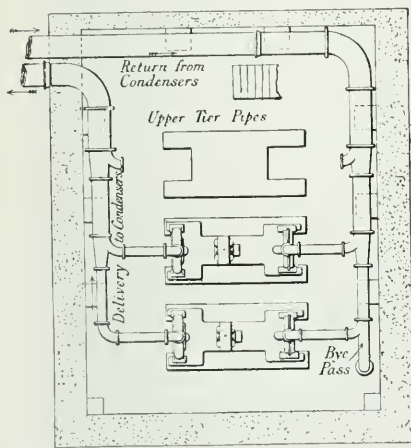 Return from
Condensers
Upper Tier Pipes
Delivery to Condensers
Bye
Pass